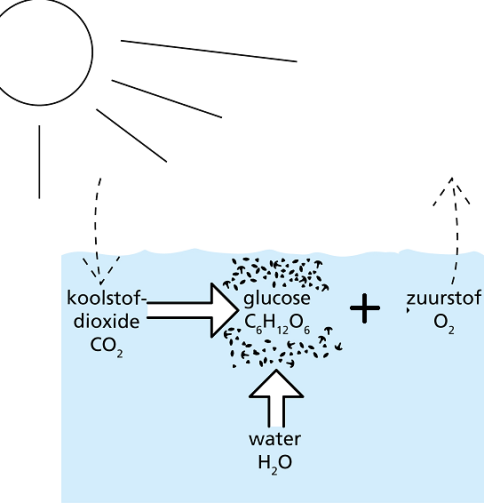 koolstof-
dioxide
CO₂
glucose
C₆H₁₂O₆
+
zuurstof
O₂
water
H₂O